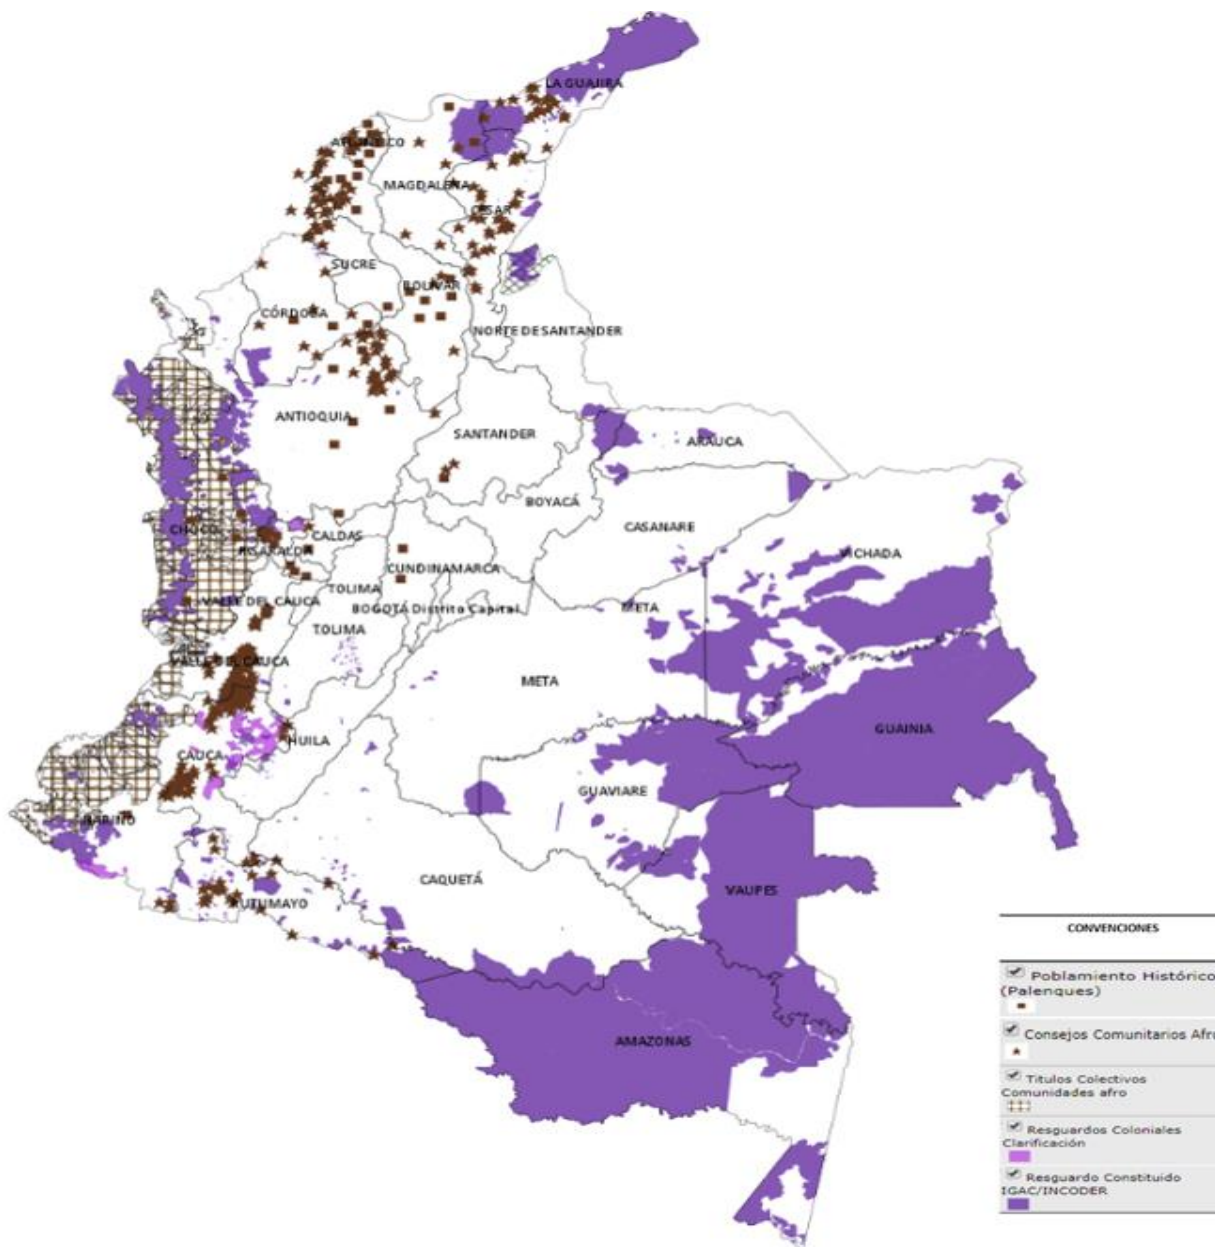 LA GUAJIRA
ATLÁNTICO
MAGDALENA
CESAR
SUCRE
BOLÍVAR
CÓRDOBA
NORTE DE SANTANDER
ANTIOQUIA
SANTANDER
ARAUCA
BOYACÁ
CHOCÓ
CALDAS
CASANARE
RISARALDA
VICHADA
CUNDINAMARCA
TOLIMA
VALLE DEL CAUCA
BOGOTÁ Distrito Capital
META
TOLIMA
VALLE DEL CAUCA
META
GUAINIA
HUILA
CAUCA
GUAVIARE
NARIÑO
CAQUETÁ
VAUPES
PUTUMAYO
AMAZONAS
CONVENCIONES
Poblamiento Histórico
(Palenques)
Consejos Comunitarios Afro
Titulos Colectivos
Comunidades afro
Resguardos Coloniales
Clarificación
Resguardo Constituido
IGAC/INCODER